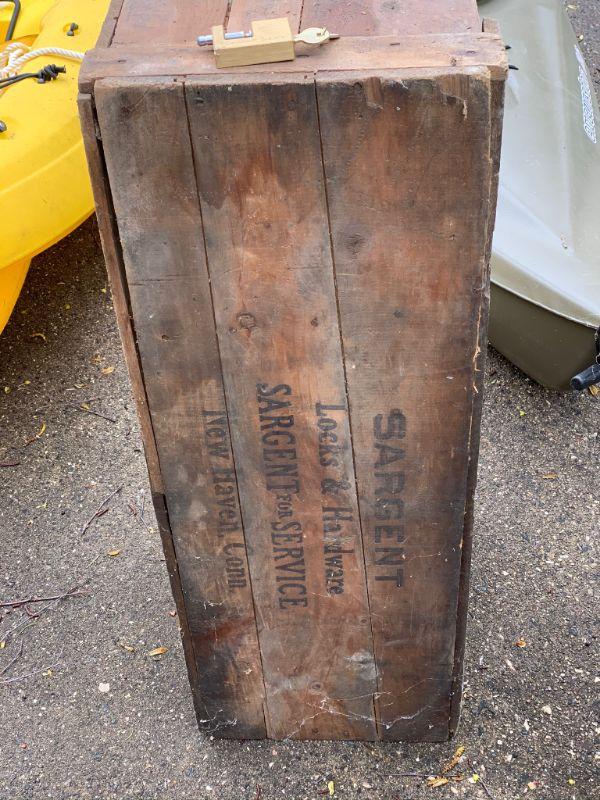 SARGENT
Locks & Hardware
SARGENT FOR SERVICE
New Haven, Conn